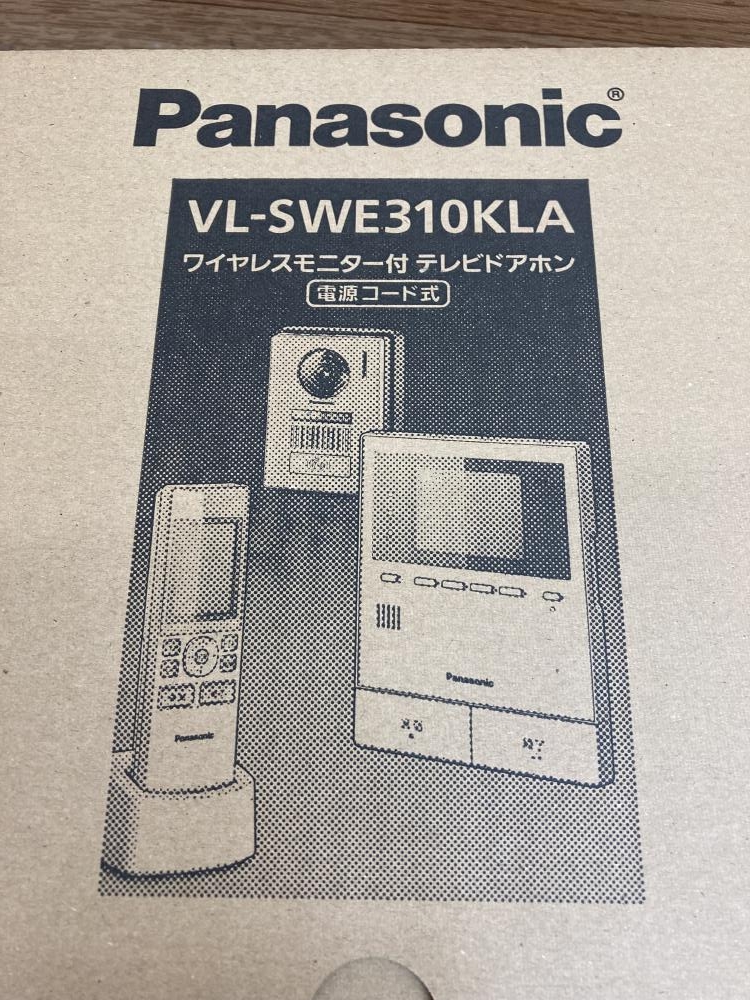 Panasonic®
VL-SWE310KLA
ワイヤレスモニター付 テレビドアホン
電源コード式
Panasonic
Panasonic